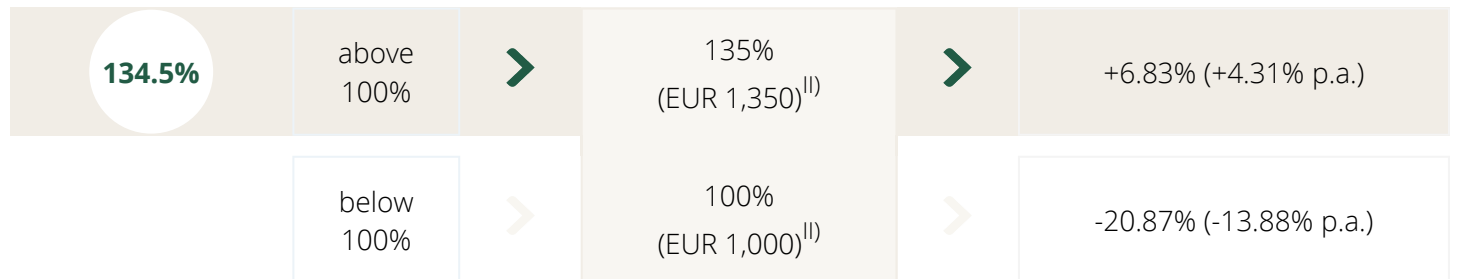 134.5%
above
100%
135%
(EUR 1,350)II)
+6.83% (+4.31% p.a.)
below
100%
100%
(EUR 1,000)II)
-20.87% (-13.88% p.a.)